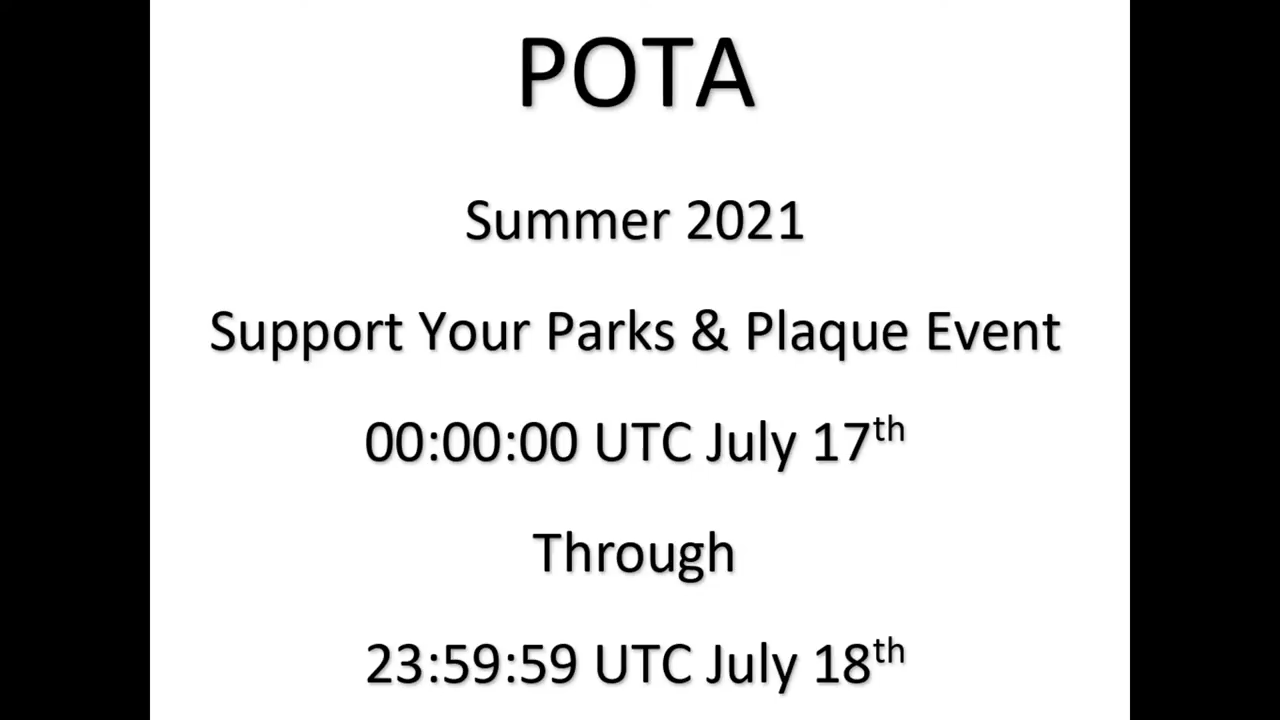 POTA
Summer 2021
Support Your Parks & Plaque Event
00:00:00 UTC July 17th
Through
23:59:59 UTC July 18th